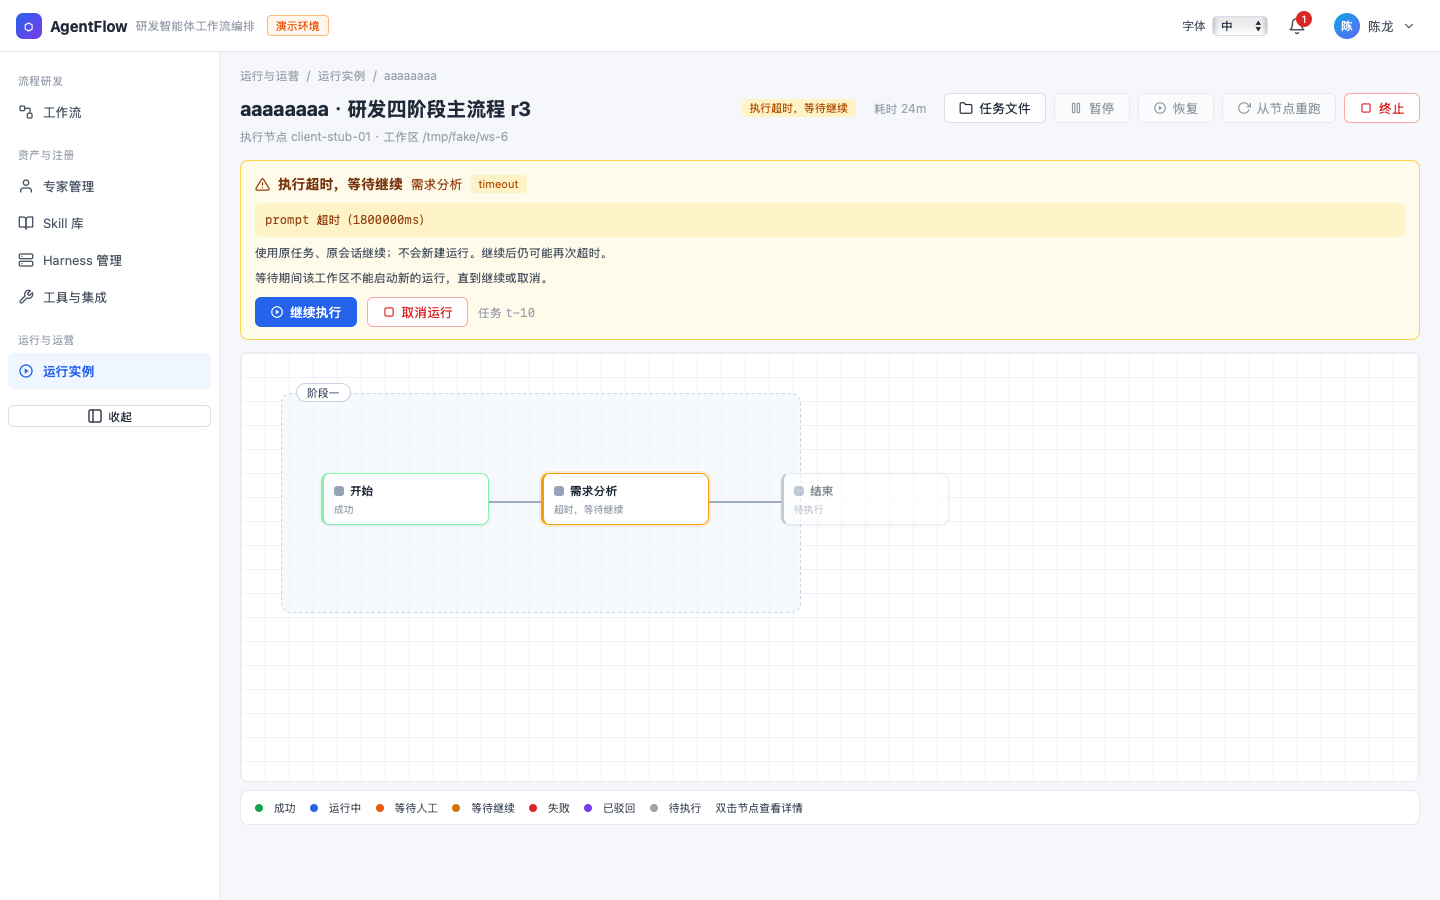 AgentFlow 研发智能体工作流编排 演示环境
字体 中 1 陈 陈龙
流程研发
工作流
资产与注册
专家管理
Skill 库
Harness 管理
工具与集成
运行与运营
运行实例
收起
运行与运营 / 运行实例 / aaaaaaaa
aaaaaaaa · 研发四阶段主流程 r3
执行超时，等待继续 耗时 24m 任务文件 暂停 恢复 从节点重跑 终止
执行节点 client-stub-01 · 工作区 /tmp/fake/ws-6
执行超时，等待继续 需求分析 timeout
prompt 超时（1800000ms）
使用原任务、原会话继续；不会新建运行。继续后仍可能再次超时。
等待期间该工作区不能启动新的运行，直到继续或取消。
继续执行 取消运行 任务 t-10
阶段一
开始
成功
需求分析
超时，等待继续
结束
待执行
成功 运行中 等待人工 等待继续 失败 已驳回 待执行 双击节点查看详情